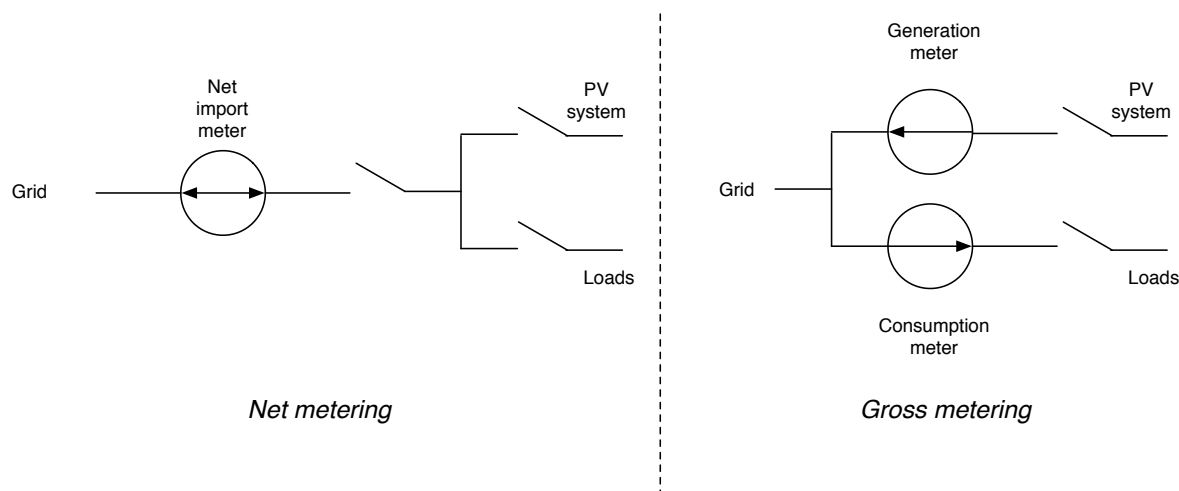 Net
import
meter
PV
system
Grid
Loads
Net metering
Generation
meter
PV
system
Grid
Loads
Consumption
meter
Gross metering